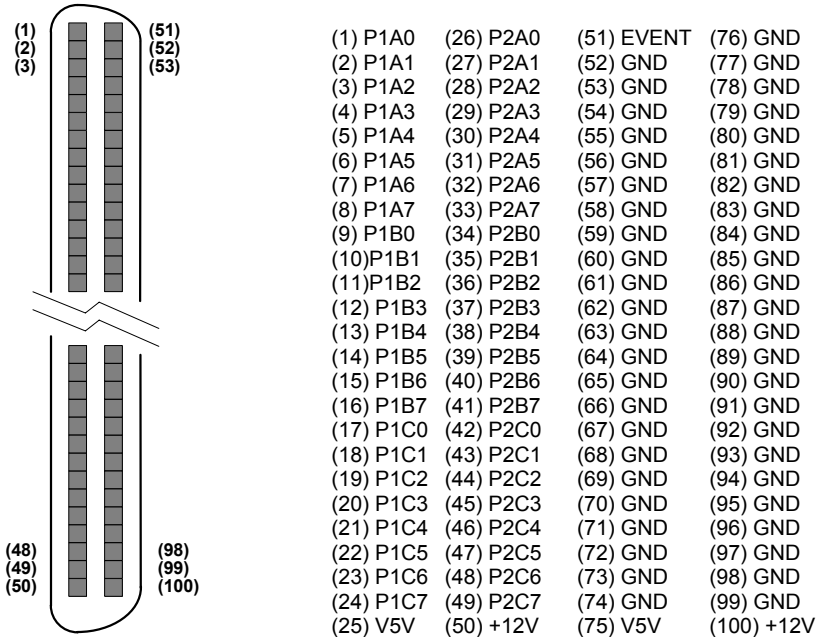 (1) (51)
(2) (52)
(3) (53)
(48) (98)
(49) (99)
(50) (100)
(1) P1A0 (26) P2A0 (51) EVENT (76) GND
(2) P1A1 (27) P2A1 (52) GND (77) GND
(3) P1A2 (28) P2A2 (53) GND (78) GND
(4) P1A3 (29) P2A3 (54) GND (79) GND
(5) P1A4 (30) P2A4 (55) GND (80) GND
(6) P1A5 (31) P2A5 (56) GND (81) GND
(7) P1A6 (32) P2A6 (57) GND (82) GND
(8) P1A7 (33) P2A7 (58) GND (83) GND
(9) P1B0 (34) P2B0 (59) GND (84) GND
(10)P1B1 (35) P2B1 (60) GND (85) GND
(11)P1B2 (36) P2B2 (61) GND (86) GND
(12) P1B3 (37) P2B3 (62) GND (87) GND
(13) P1B4 (38) P2B4 (63) GND (88) GND
(14) P1B5 (39) P2B5 (64) GND (89) GND
(15) P1B6 (40) P2B6 (65) GND (90) GND
(16) P1B7 (41) P2B7 (66) GND (91) GND
(17) P1C0 (42) P2C0 (67) GND (92) GND
(18) P1C1 (43) P2C1 (68) GND (93) GND
(19) P1C2 (44) P2C2 (69) GND (94) GND
(20) P1C3 (45) P2C3 (70) GND (95) GND
(21) P1C4 (46) P2C4 (71) GND (96) GND
(22) P1C5 (47) P2C5 (72) GND (97) GND
(23) P1C6 (48) P2C6 (73) GND (98) GND
(24) P1C7 (49) P2C7 (74) GND (99) GND
(25) V5V (50) +12V (75) V5V (100) +12V